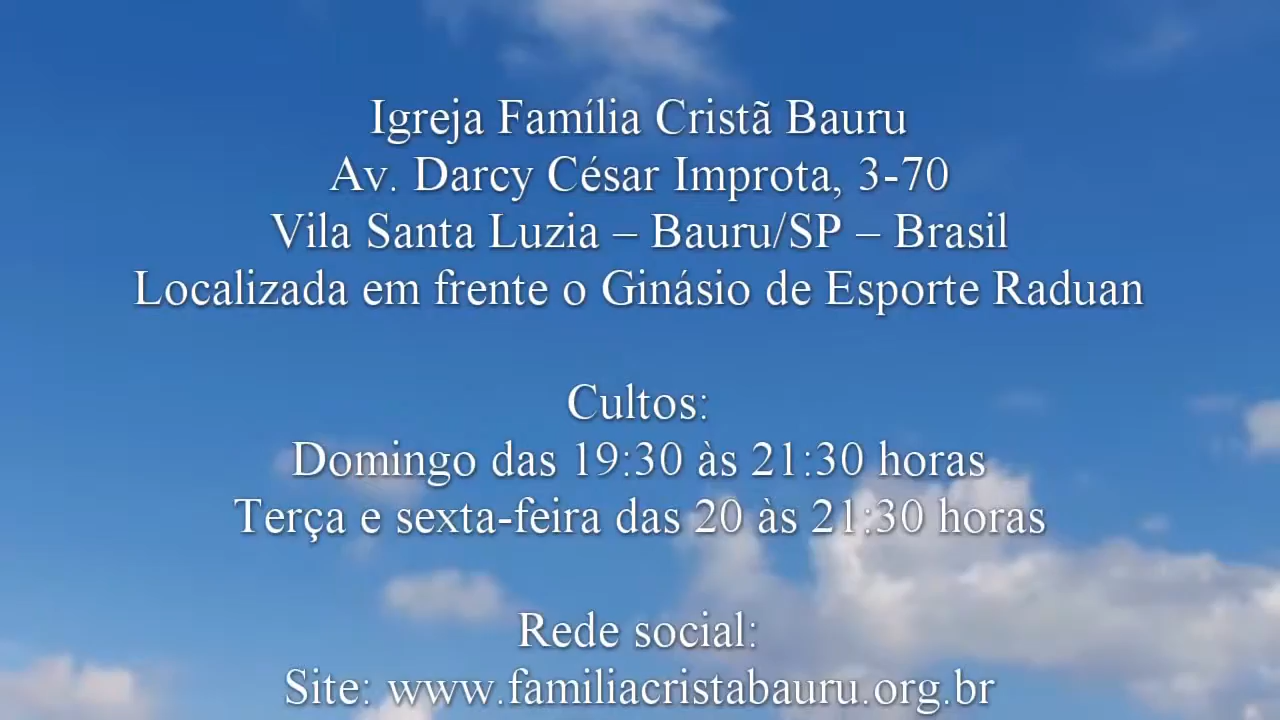 Igreja Família Cristã Bauru
Av. Darcy César Improta, 3-70
Vila Santa Luzia – Bauru/SP – Brasil
Localizada em frente o Ginásio de Esporte Raduan
Cultos:
Domingo das 19:30 às 21:30 horas
Terça e sexta-feira das 20 às 21:30 horas
Rede social:
Site: www.familiacristabauru.org.br